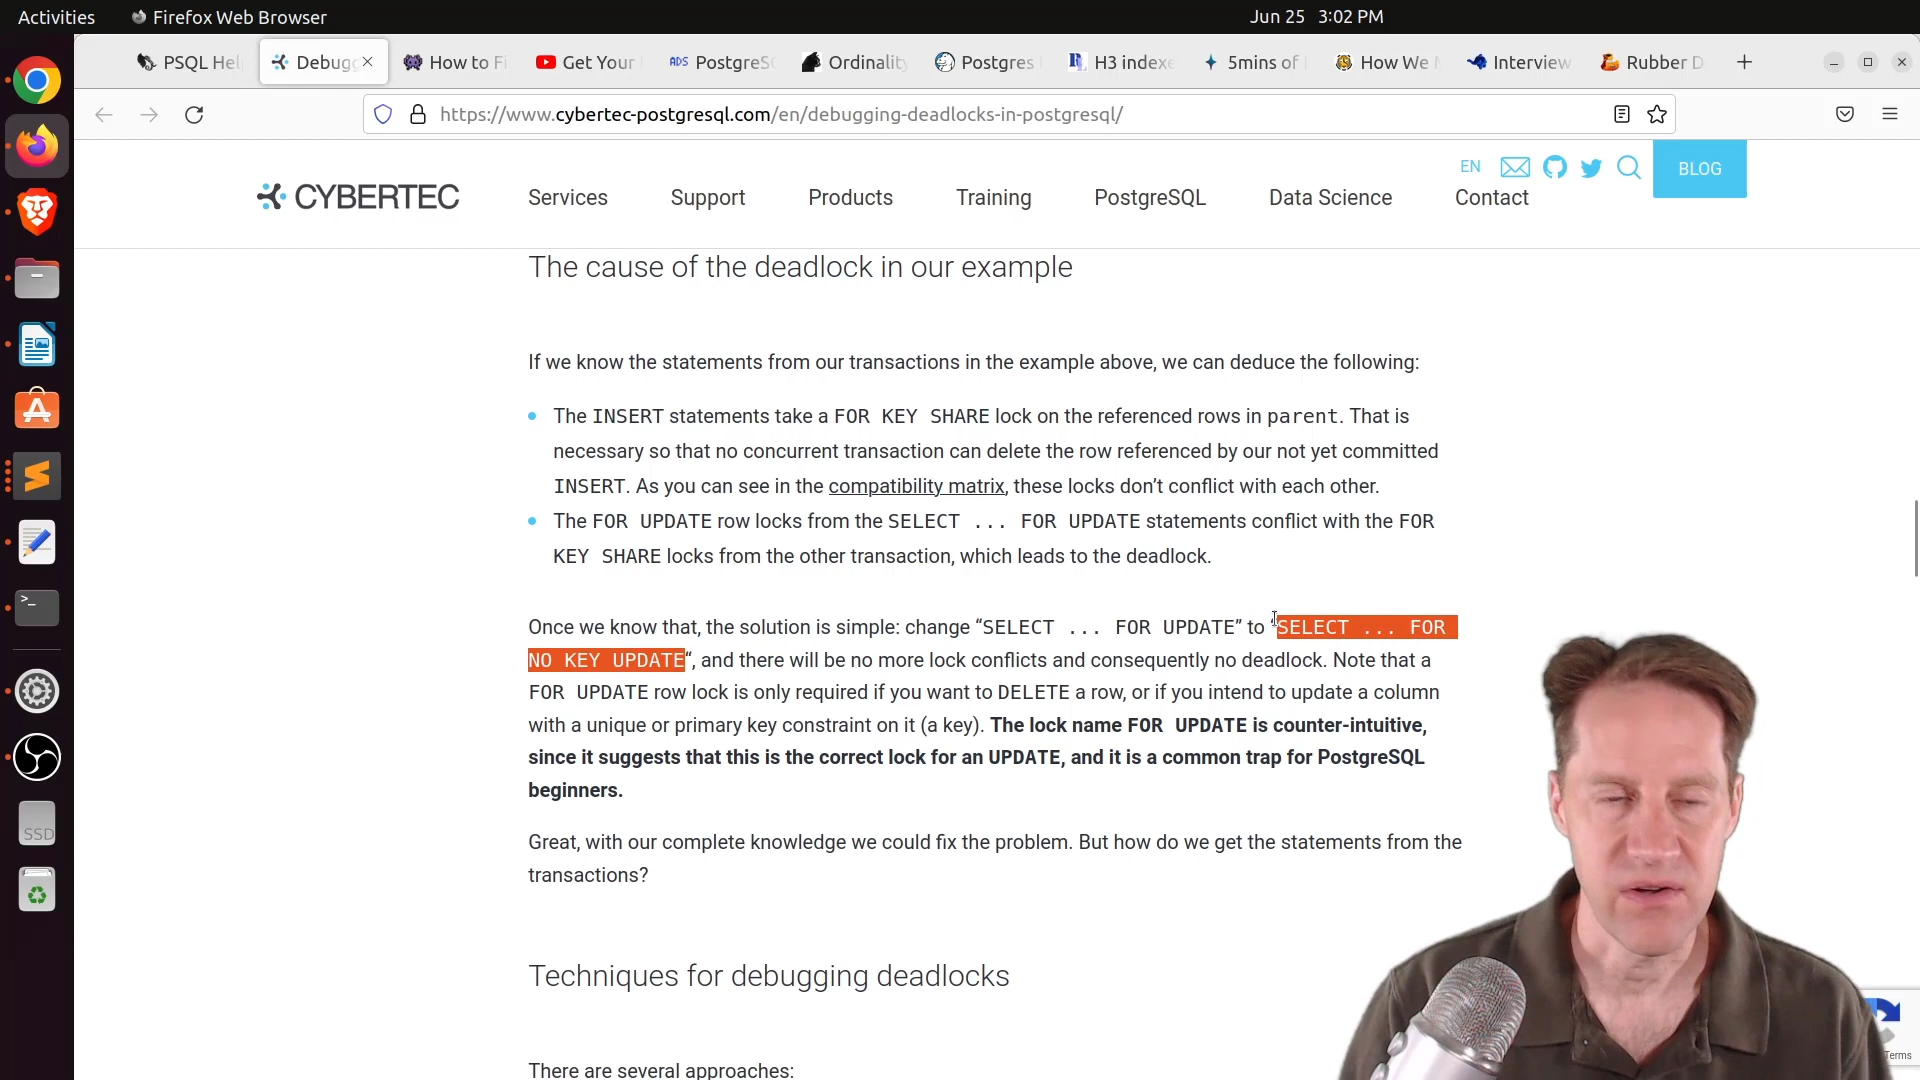 Activities Firefox Web Browser Jun 25 3:02 PM
PSQL Hel Debugg How to Fi Get Your ADS PostgreS Ordinality Postgres H3 indexe 5mins of How We Interview Rubber D
https://www.cybertec-postgresql.com/en/debugging-deadlocks-in-postgresql/
EN BLOG
CYBERTEC Services Support Products Training PostgreSQL Data Science Contact
The cause of the deadlock in our example
If we know the statements from our transactions in the example above, we can deduce the following:
The INSERT statements take a FOR KEY SHARE lock on the referenced rows in parent. That is
necessary so that no concurrent transaction can delete the row referenced by our not yet committed
INSERT. As you can see in the compatibility matrix, these locks don’t conflict with each other.
The FOR UPDATE row locks from the SELECT ... FOR UPDATE statements conflict with the FOR
KEY SHARE locks from the other transaction, which leads to the deadlock.
Once we know that, the solution is simple: change “SELECT ... FOR UPDATE” to “SELECT ... FOR
NO KEY UPDATE“, and there will be no more lock conflicts and consequently no deadlock. Note that a
FOR UPDATE row lock is only required if you want to DELETE a row, or if you intend to update a column
with a unique or primary key constraint on it (a key). The lock name FOR UPDATE is counter-intuitive,
since it suggests that this is the correct lock for an UPDATE, and it is a common trap for PostgreSQL
beginners.
Great, with our complete knowledge we could fix the problem. But how do we get the statements from the
transactions?
Techniques for debugging deadlocks
There are several approaches:
SSD
Terms